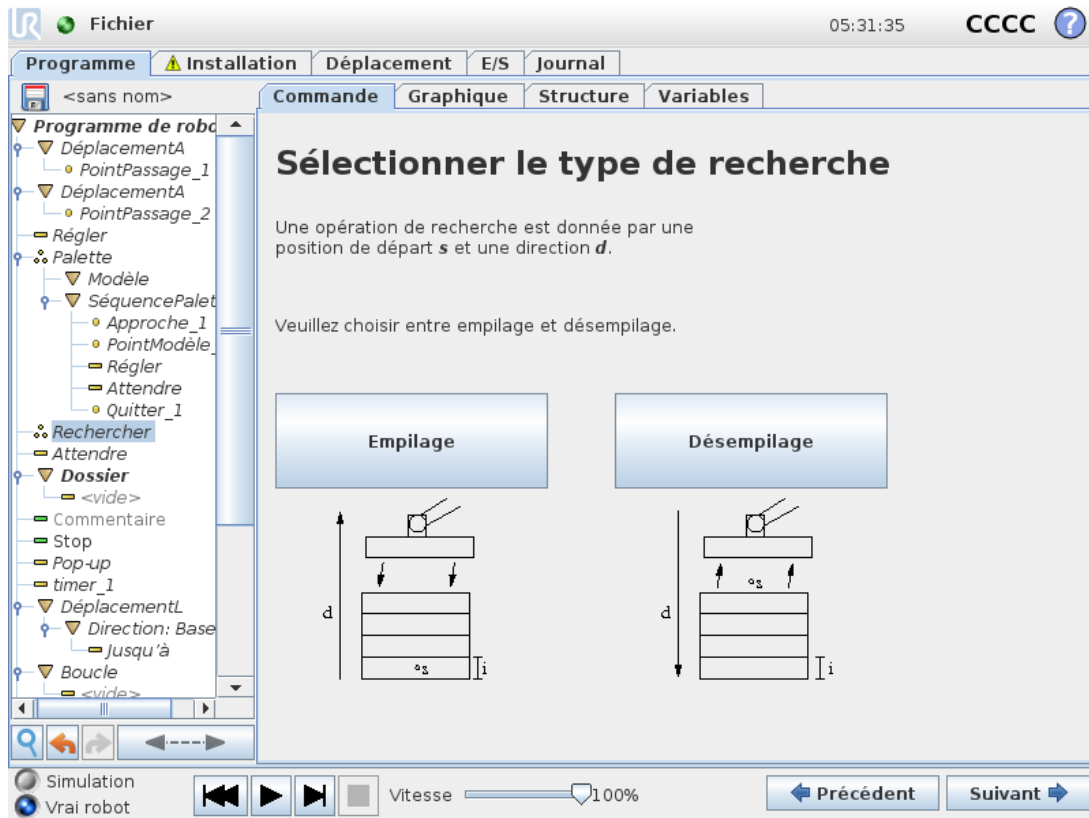 UR Fichier 05:31:35 CCCC ?
Programme Installation Déplacement E/S Journal
<sans nom> Commande Graphique Structure Variables
Programme de robo
DéplacementA
PointPassage_1
DéplacementA
PointPassage_2
Régler
Palette
Modèle
SéquencePalet
Approche_1
PointModèle_
Régler
Attendre
Quitter_1
Rechercher
Attendre
Dossier
<vide>
Commentaire
Stop
Pop-up
timer_1
DéplacementL
Direction: Base
Jusqu'à
Boucle
<vide>
Sélectionner le type de recherche
Une opération de recherche est donnée par une
position de départ s et une direction d.
Veuillez choisir entre empilage et désempilage.
Empilage Désempilage
d s i
d s i
Simulation
Vrai robot
Vitesse 100%
Précédent Suivant